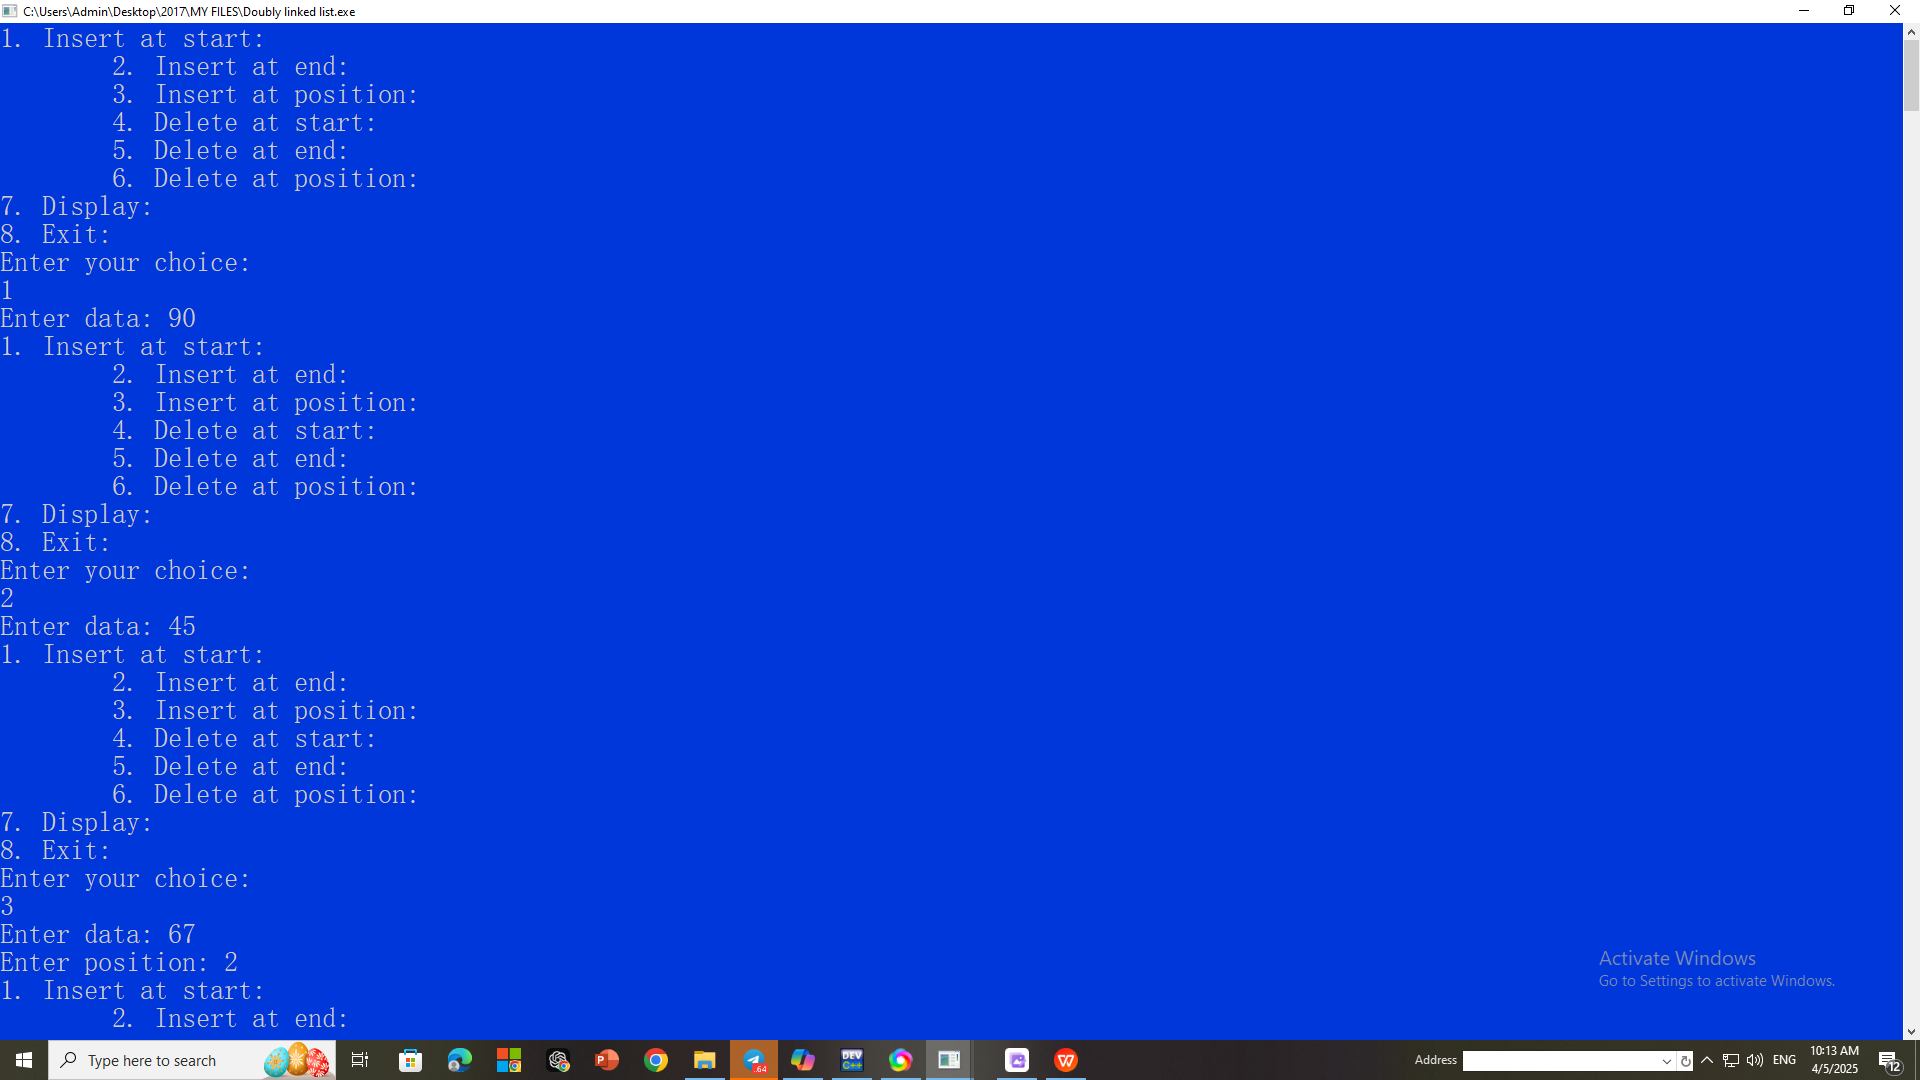 C:\Users\Admin\Desktop\2017\MY FILES\Doubly linked list.exe
1. Insert at start:
2. Insert at end:
3. Insert at position:
4. Delete at start:
5. Delete at end:
6. Delete at position:
7. Display:
8. Exit:
Enter your choice:
1
Enter data: 90
1. Insert at start:
2. Insert at end:
3. Insert at position:
4. Delete at start:
5. Delete at end:
6. Delete at position:
7. Display:
8. Exit:
Enter your choice:
2
Enter data: 45
1. Insert at start:
2. Insert at end:
3. Insert at position:
4. Delete at start:
5. Delete at end:
6. Delete at position:
7. Display:
8. Exit:
Enter your choice:
3
Enter data: 67
Enter position: 2
1. Insert at start:
2. Insert at end:
Activate Windows
Go to Settings to activate Windows.
Type here to search
.64
DEV
C++
Address
ENG
10:13 AM
4/5/2025
12